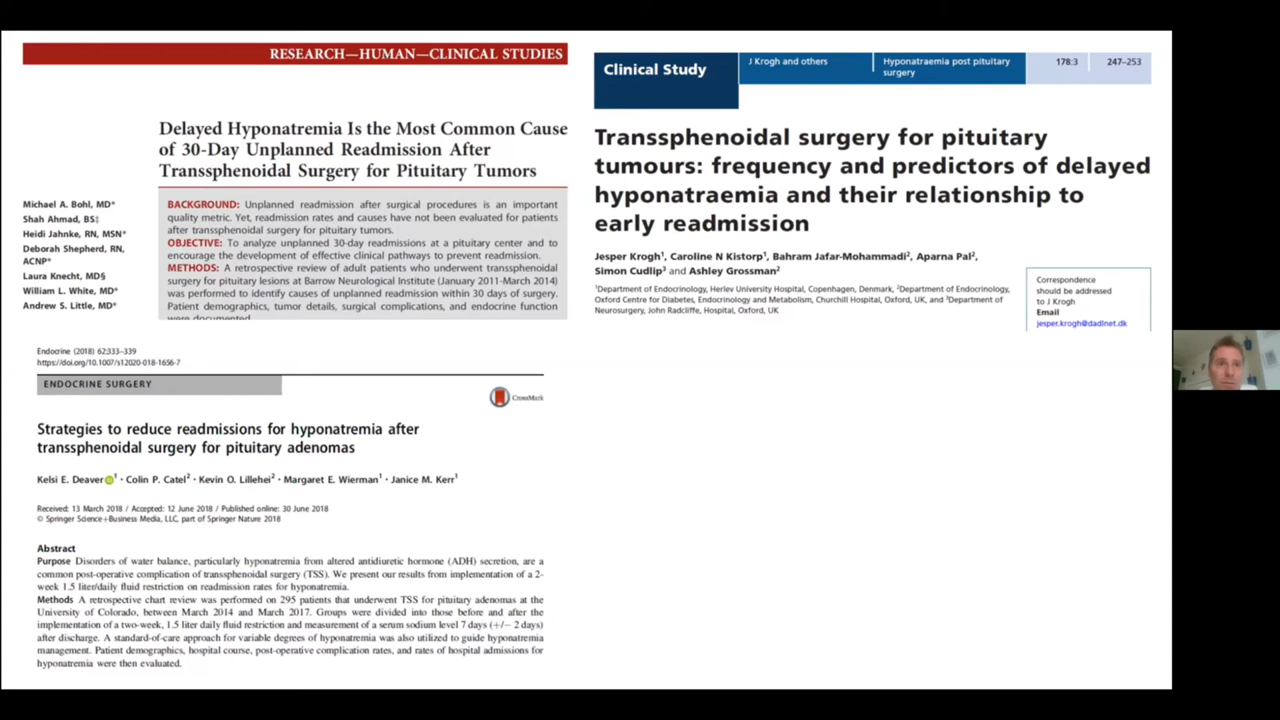 RESEARCH—HUMAN—CLINICAL STUDIES
Delayed Hyponatremia Is the Most Common Cause
of 30-Day Unplanned Readmission After
Transsphenoidal Surgery for Pituitary Tumors
Michael A. Bohl, MD*
Shah Ahmad, BS‡
Heidi Jahnke, RN, MSN*
Deborah Shepherd, RN,
ACNP*
Laura Knecht, MD§
William L. White, MD*
Andrew S. Little, MD*
BACKGROUND: Unplanned readmission after surgical procedures is an important
quality metric. Yet, readmission rates and causes have not been evaluated for patients
after transsphenoidal surgery for pituitary tumors.
OBJECTIVE: To analyze unplanned 30-day readmissions at a pituitary center and to
encourage the development of effective clinical pathways to prevent readmission.
METHODS: A retrospective review of adult patients who underwent transsphenoidal
surgery for pituitary lesions at Barrow Neurological Institute (January 2011-March 2014)
was performed to identify causes of unplanned readmission within 30 days of surgery.
Patient demographics, tumor details, surgical complications, and endocrine function
were documented.
Clinical Study
J Krogh and others
Hyponatraemia post pituitary
surgery
178:3
247–253
Transsphenoidal surgery for pituitary
tumours: frequency and predictors of delayed
hyponatraemia and their relationship to
early readmission
Jesper Krogh1, Caroline N Kistorp1, Bahram Jafar-Mohammadi2, Aparna Pal2,
Simon Cudlip3 and Ashley Grossman2
1Department of Endocrinology, Herlev University Hospital, Copenhagen, Denmark, 2Department of Endocrinology,
Oxford Centre for Diabetes, Endocrinology and Metabolism, Churchill Hospital, Oxford, UK, and 3Department of
Neurosurgery, John Radcliffe, Hospital, Oxford, UK
Correspondence
should be addressed
to J Krogh
Email
jesper.krogh@dadlnet.dk
Endocrine (2018) 62:333–339
https://doi.org/10.1007/s12020-018-1656-7
ENDOCRINE SURGERY
CrossMark
Strategies to reduce readmissions for hyponatremia after
transsphenoidal surgery for pituitary adenomas
Kelsi E. Deaver1 · Colin P. Catel2 · Kevin O. Lillehei2 · Margaret E. Wierman1 · Janice M. Kerr1
Received: 13 March 2018 / Accepted: 12 June 2018 / Published online: 30 June 2018
© Springer Science+Business Media, LLC, part of Springer Nature 2018
Abstract
Purpose Disorders of water balance, particularly hyponatremia from altered antidiuretic hormone (ADH) secretion, are a
common post-operative complication of transsphenoidal surgery (TSS). We present our results from implementation of a 2-
week 1.5 liter/daily fluid restriction on readmission rates for hyponatremia.
Methods A retrospective chart review was performed on 295 patients that underwent TSS for pituitary adenomas at the
University of Colorado, between March 2014 and March 2017. Groups were divided into those before and after the
implementation of a two-week, 1.5 liter daily fluid restriction and measurement of a serum sodium level 7 days (+/− 2 days)
after discharge. A standard-of-care approach for variable degrees of hyponatremia was also utilized to guide hyponatremia
management. Patient demographics, hospital course, post-operative complication rates, and rates of hospital admissions for
hyponatremia were then evaluated.